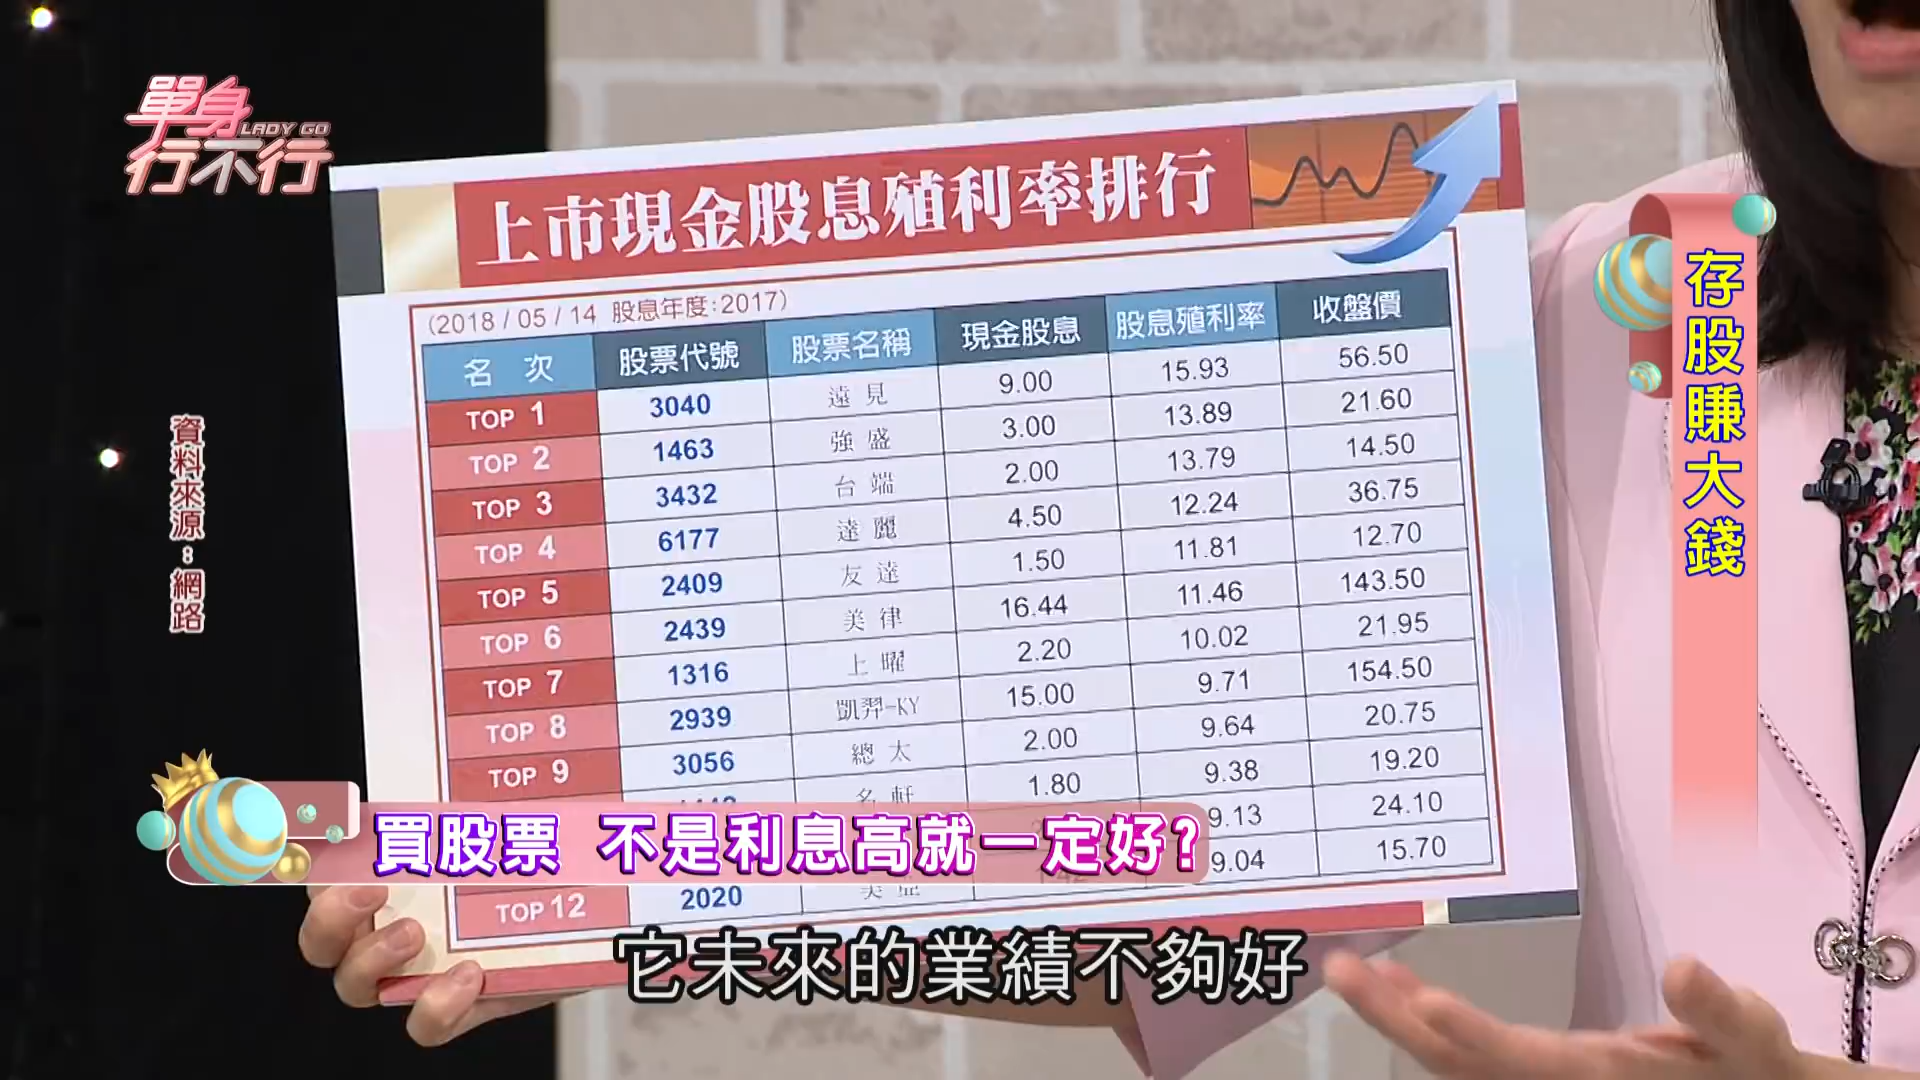 單身
LADY GO
行不行
上市現金股息殖利率排行
(2018 / 05 / 14 股息年度:2017)
名 次 股票代號 股票名稱 現金股息 股息殖利率 收盤價
TOP 1 3040 遠見 9.00 15.93 56.50
TOP 2 1463 強盛 3.00 13.89 21.60
TOP 3 3432 台端 2.00 13.79 14.50
TOP 4 6177 達麗 4.50 12.24 36.75
TOP 5 2409 友達 1.50 11.81 12.70
TOP 6 2439 美律 16.44 11.46 143.50
TOP 7 1316 上曜 2.20 10.02 21.95
TOP 8 2939 凱羿-KY 15.00 9.71 154.50
TOP 9 3056 總太 2.00 9.64 20.75
名軒 1.80 9.38 19.20
9.13 24.10
TOP 12 2020 9.04 15.70
資料來源：網路
存股賺大錢
買股票 不是利息高就一定好?
它未來的業績不夠好